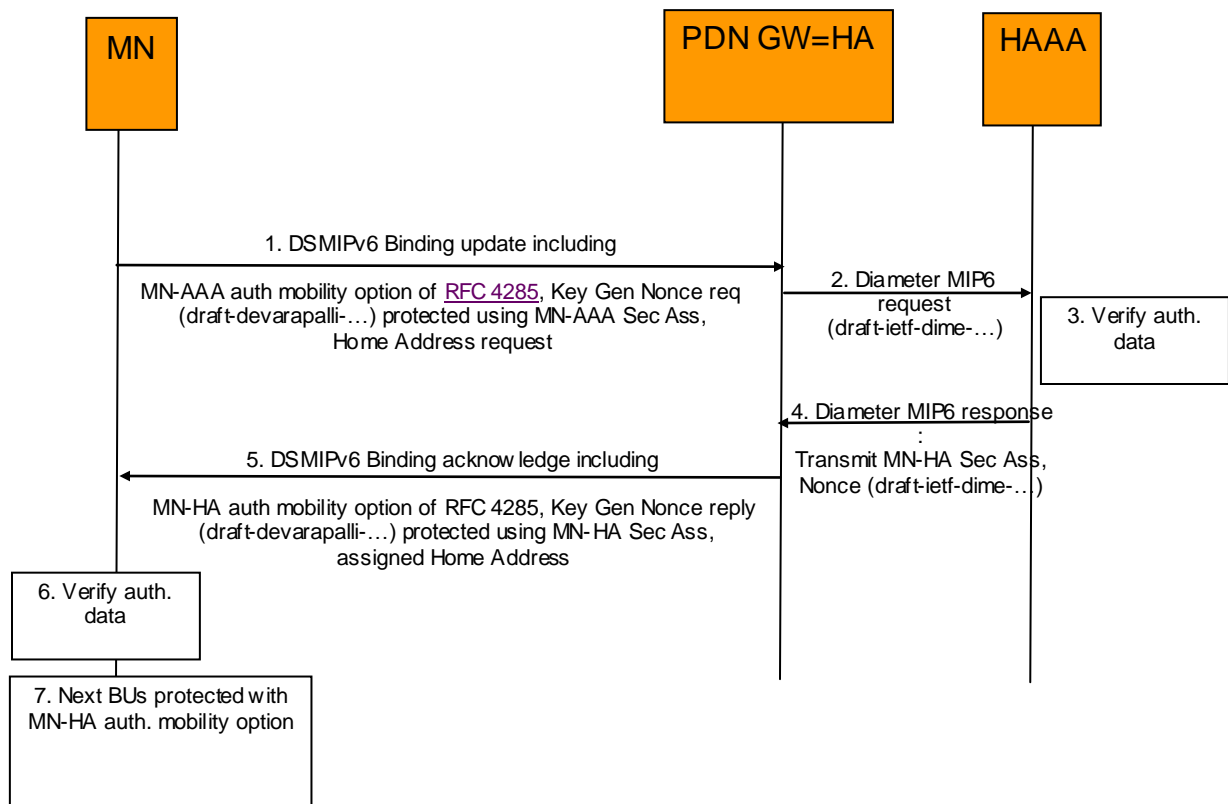 MN
PDN GW=HA
HAAA
1. DSMIPv6 Binding update including
MN-AAA auth mobility option of RFC 4285, Key Gen Nonce req
(draft-devarapalli-…) protected using MN-AAA Sec Ass,
Home Address request
2. Diameter MIP6
request
(draft-ietf-dime-…)
3. Verify auth.
data
4. Diameter MIP6 response
:
Transmit MN-HA Sec Ass,
Nonce (draft-ietf-dime-…)
5. DSMIPv6 Binding acknowledge including
MN-HA auth mobility option of RFC 4285, Key Gen Nonce reply
(draft-devarapalli-…) protected using MN-HA Sec Ass,
assigned Home Address
6. Verify auth.
data
7. Next BUs protected with
MN-HA auth. mobility option